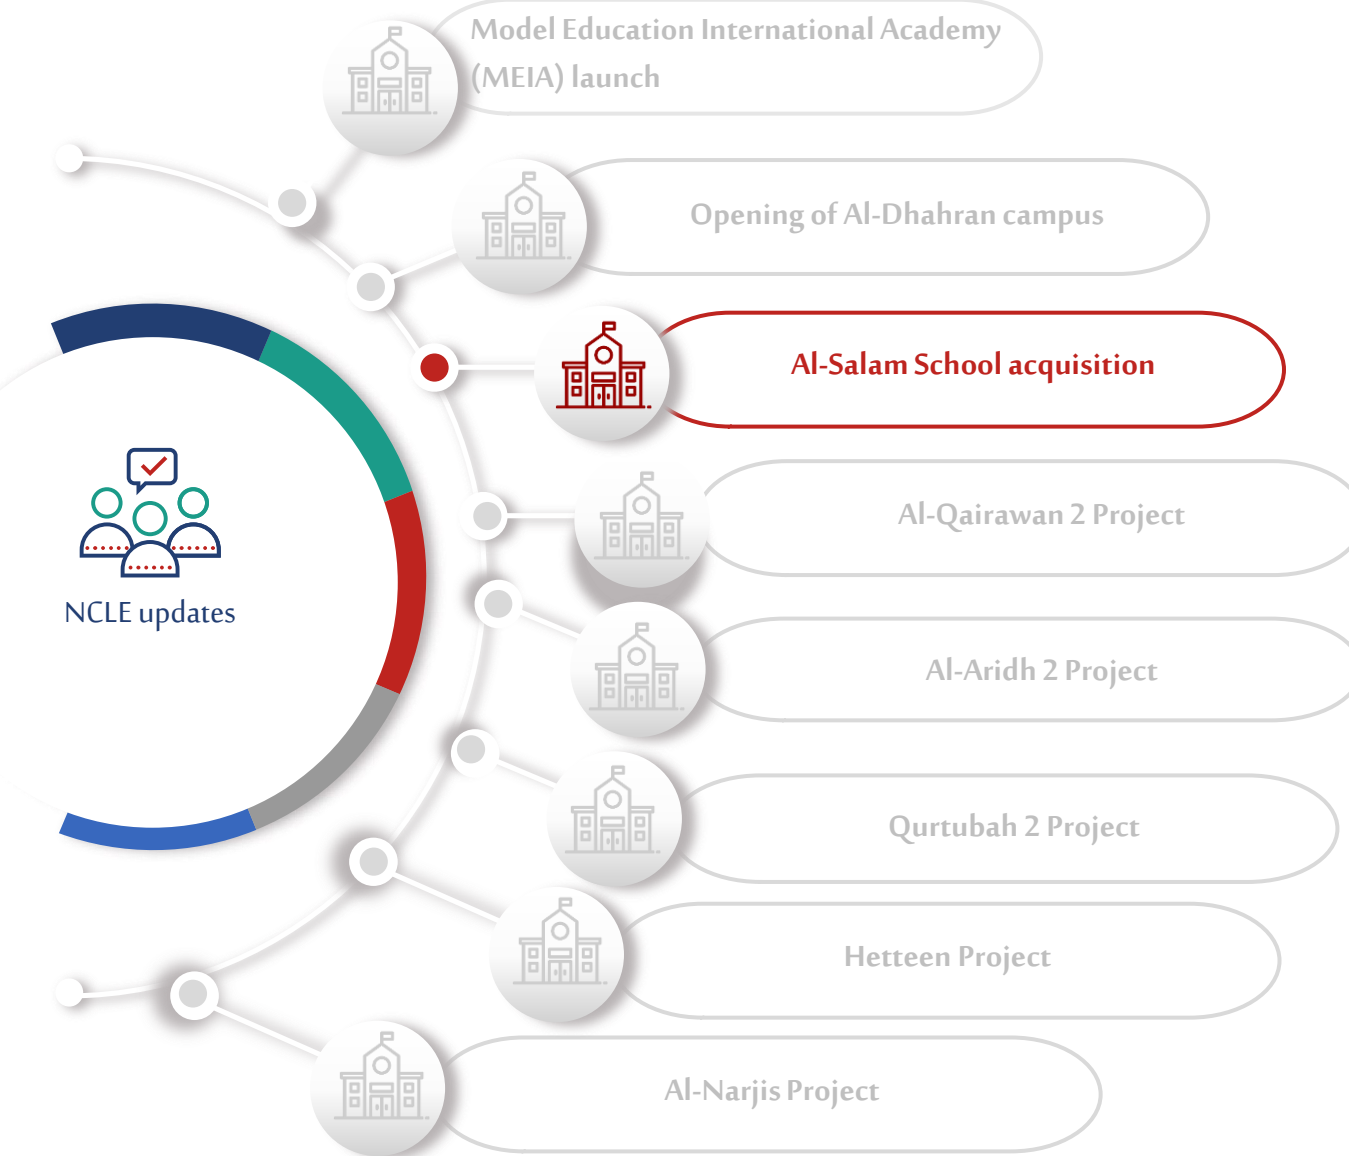 Model Education International Academy
(MEIA) launch
Opening of Al-Dhahran campus
Al-Salam School acquisition
Al-Qairawan 2 Project
NCLE updates
Al-Aridh 2 Project
Qurtubah 2 Project
Hetteen Project
Al-Narjis Project